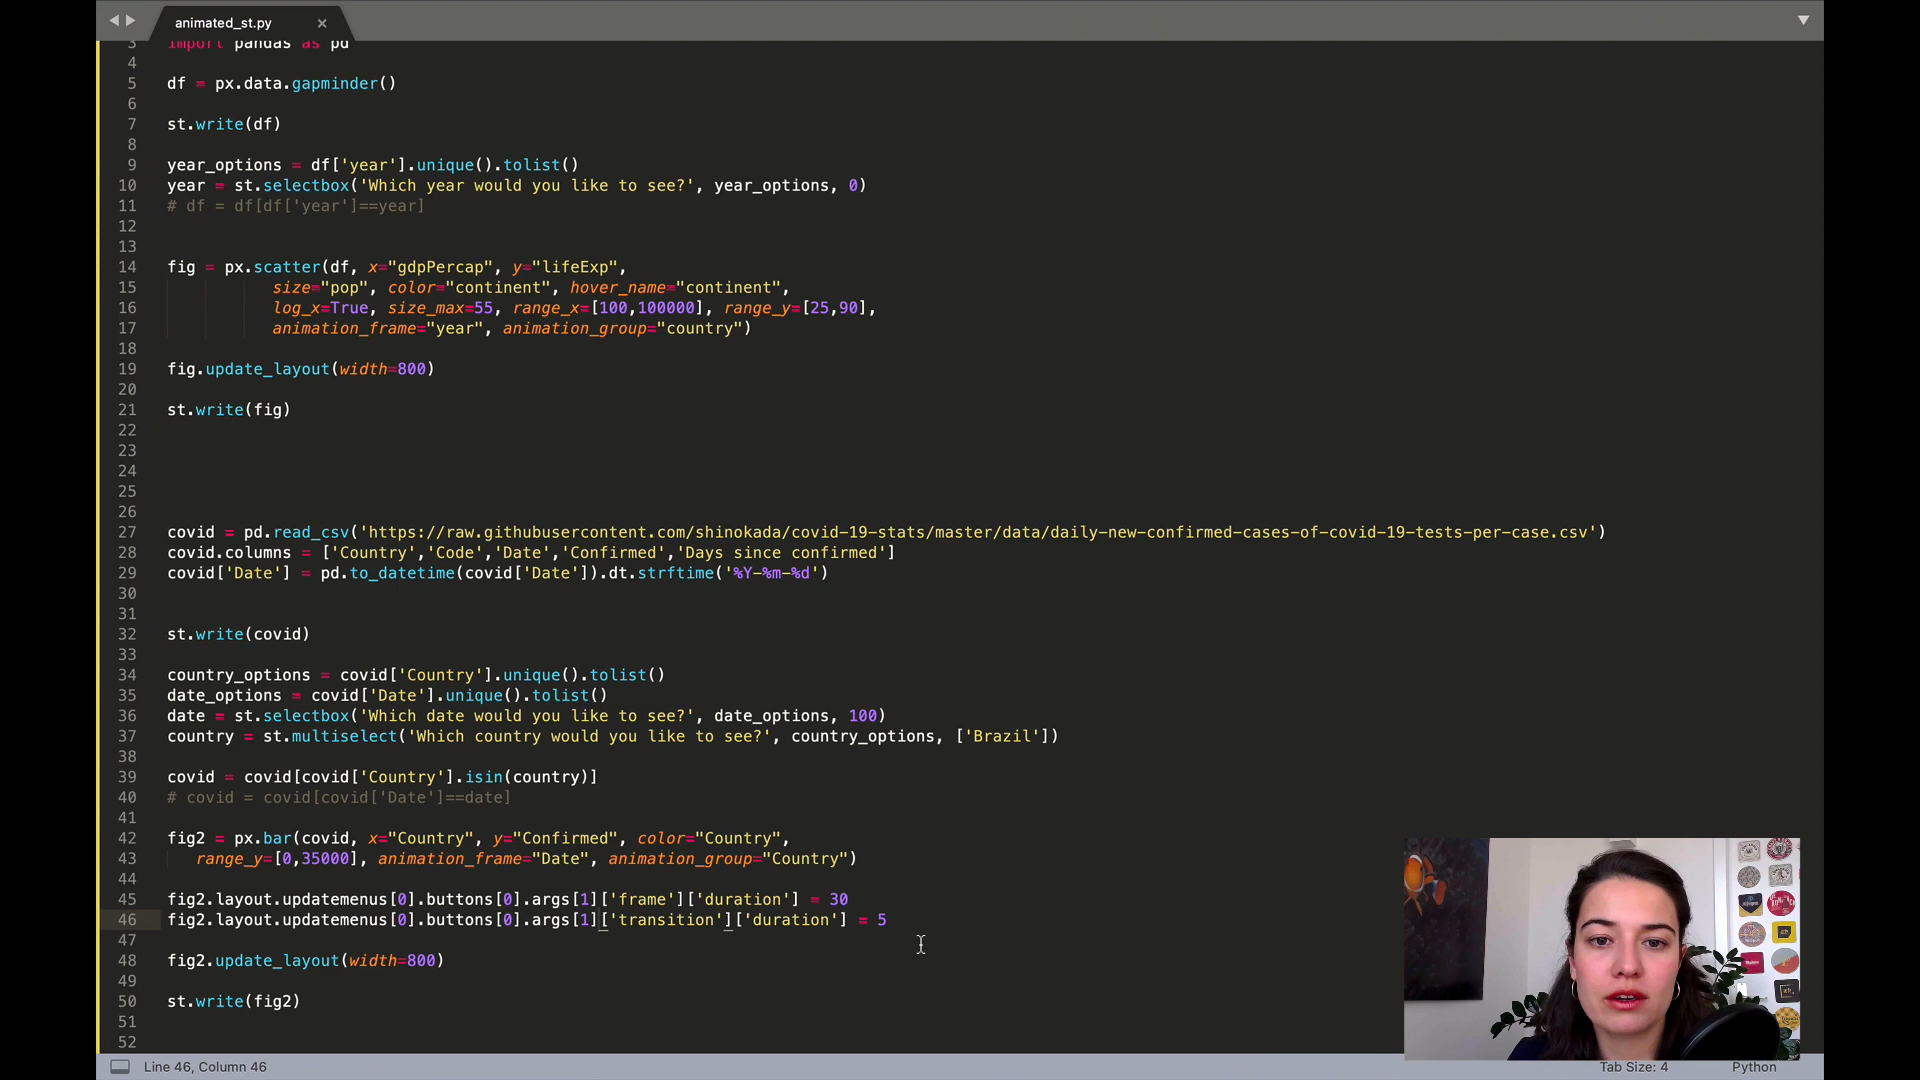 animated_st.py ×
3 import pandas as pd
4
5 df = px.data.gapminder()
6
7 st.write(df)
8
9 year_options = df['year'].unique().tolist()
10 year = st.selectbox('Which year would you like to see?', year_options, 0)
11 # df = df[df['year']==year]
12
13
14 fig = px.scatter(df, x="gdpPercap", y="lifeExp",
15 size="pop", color="continent", hover_name="continent",
16 log_x=True, size_max=55, range_x=[100,100000], range_y=[25,90],
17 animation_frame="year", animation_group="country")
18
19 fig.update_layout(width=800)
20
21 st.write(fig)
22
23
24
25
26
27 covid = pd.read_csv('https://raw.githubusercontent.com/shinokada/covid-19-stats/master/data/daily-new-confirmed-cases-of-covid-19-tests-per-case.csv')
28 covid.columns = ['Country','Code','Date','Confirmed','Days since confirmed']
29 covid['Date'] = pd.to_datetime(covid['Date']).dt.strftime('%Y-%m-%d')
30
31
32 st.write(covid)
33
34 country_options = covid['Country'].unique().tolist()
35 date_options = covid['Date'].unique().tolist()
36 date = st.selectbox('Which date would you like to see?', date_options, 100)
37 country = st.multiselect('Which country would you like to see?', country_options, ['Brazil'])
38
39 covid = covid[covid['Country'].isin(country)]
40 # covid = covid[covid['Date']==date]
41
42 fig2 = px.bar(covid, x="Country", y="Confirmed", color="Country",
43 range_y=[0,35000], animation_frame="Date", animation_group="Country")
44
45 fig2.layout.updatemenus[0].buttons[0].args[1]['frame']['duration'] = 30
46 fig2.layout.updatemenus[0].buttons[0].args[1]['transition']['duration'] = 5
47
48 fig2.update_layout(width=800)
49
50 st.write(fig2)
51
52
Line 46, Column 46 Tab Size: 4 Python